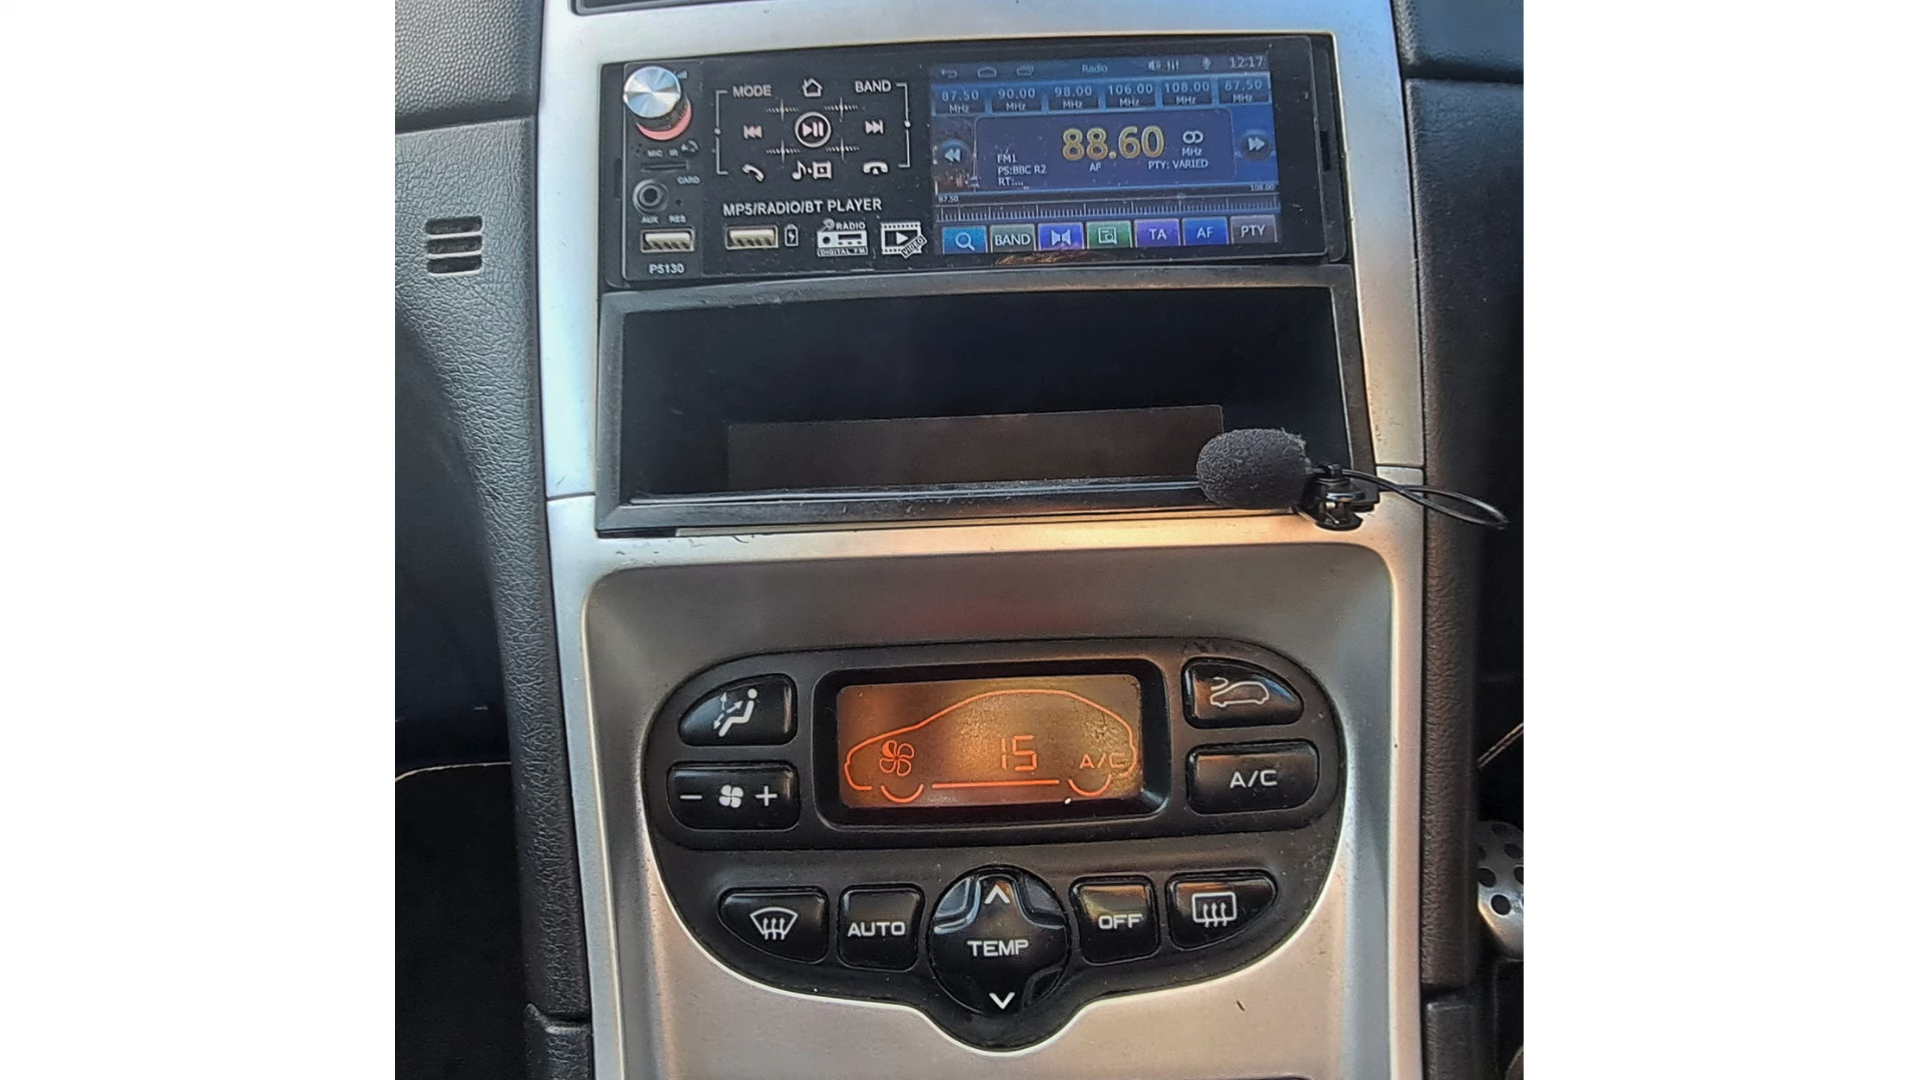 MODE
BAND
MIC IR
CARD
AUX RES
MP5/RADIO/BT PLAYER
RADIO
DIGITAL FM
VIDEO
P5130
Radio 12:17
87.50 90.00 98.00 106.00 108.00 87.50
MHz MHz MHz MHz MHz MHz
88.60
MHz
FM1
PS:BBC R2
AF PTY: VARIED
RT:...
87.50 108.00
BAND TA AF PTY
15 A/C
A/C
AUTO
TEMP
OFF